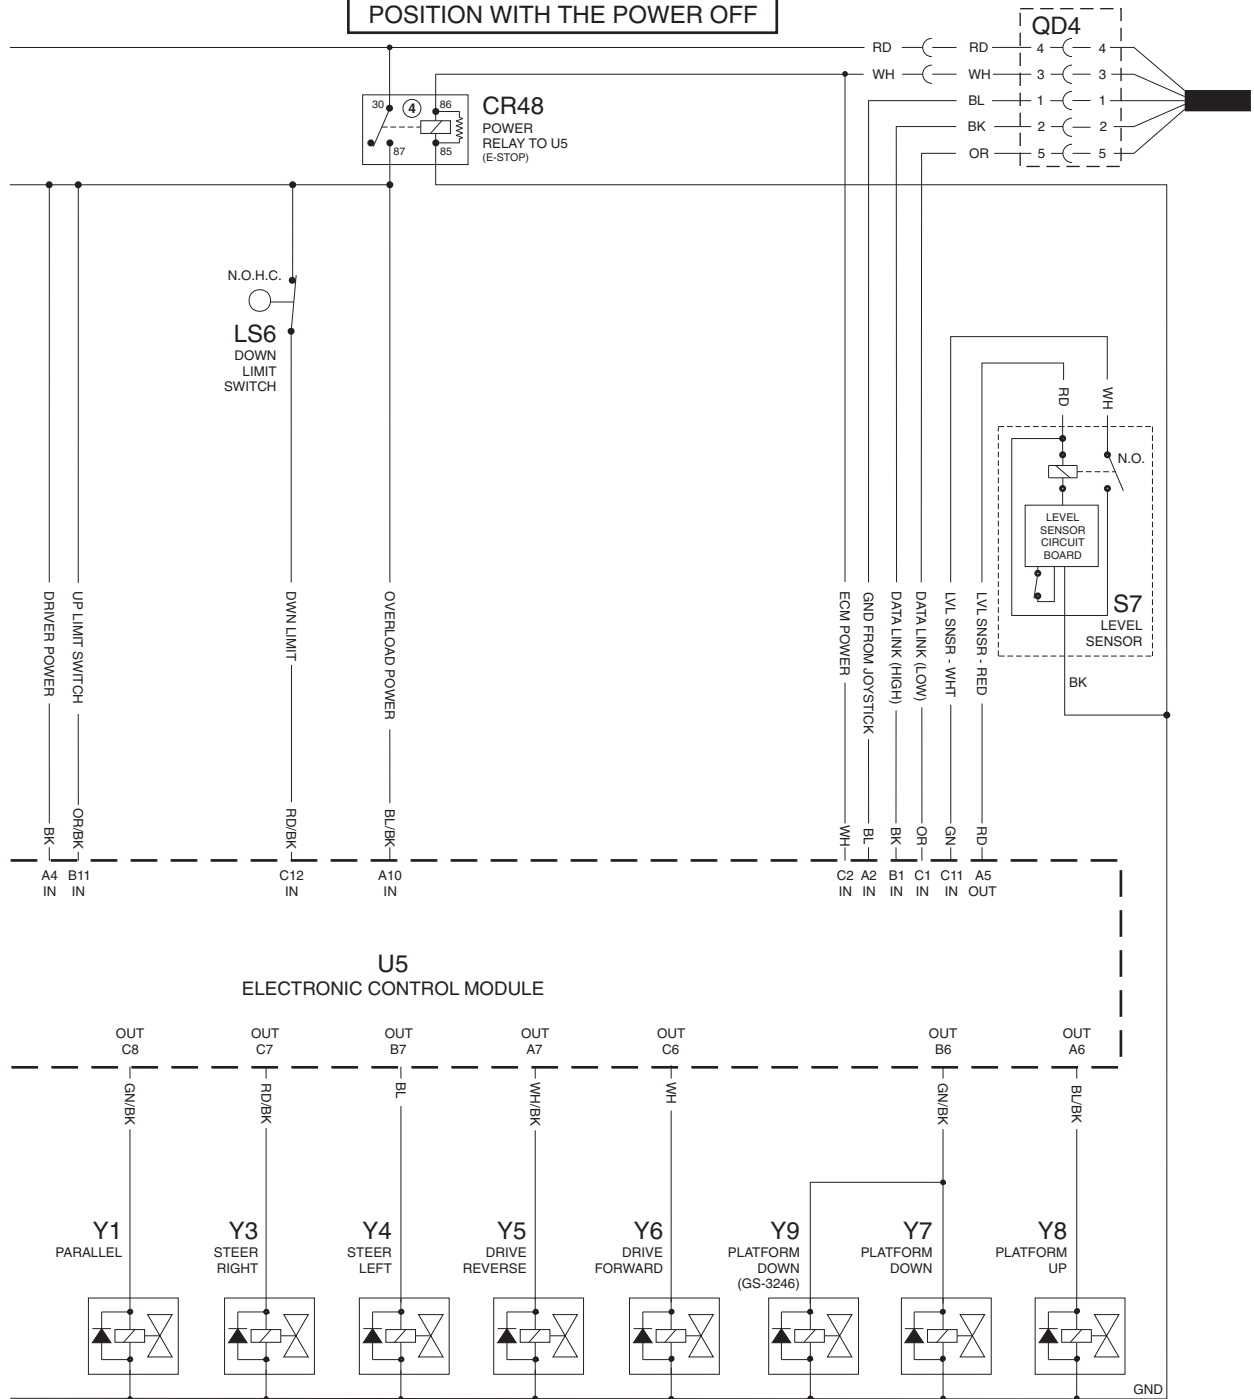 POSITION WITH THE POWER OFF
QD4
RD RD 4 4
WH WH 3 3
BL 1 1
BK 2 2
OR 5 5
30 4 86
87 85
CR48
POWER
RELAY TO U5
(E-STOP)
N.O.H.C.
LS6
DOWN
LIMIT
SWITCH
RD
WH
N.O.
LEVEL
SENSOR
CIRCUIT
BOARD
S7
LEVEL
SENSOR
BK
DRIVER POWER
UP LIMIT SWITCH
DWN LIMIT
OVERLOAD POWER
ECM POWER
GND FROM JOYSTICK
DATA LINK (HIGH)
DATA LINK (LOW)
LVL SNSR - WHT
LVL SNSR - RED
BK
OR/BK
RD/BK
BL/BK
WH
BL
BK
OR
GN
RD
A4 B11 C12 A10 C2 A2 B1 C1 C11 A5
IN IN IN IN IN IN IN IN IN OUT
U5
ELECTRONIC CONTROL MODULE
OUT OUT OUT OUT OUT OUT OUT
C8 C7 B7 A7 C6 B6 A6
GN/BK
RD/BK
BL
WH/BK
WH
GN/BK
BL/BK
Y1
PARALLEL
Y3
STEER
RIGHT
Y4
STEER
LEFT
Y5
DRIVE
REVERSE
Y6
DRIVE
FORWARD
Y9
PLATFORM
DOWN
(GS-3246)
Y7
PLATFORM
DOWN
Y8
PLATFORM
UP
GND